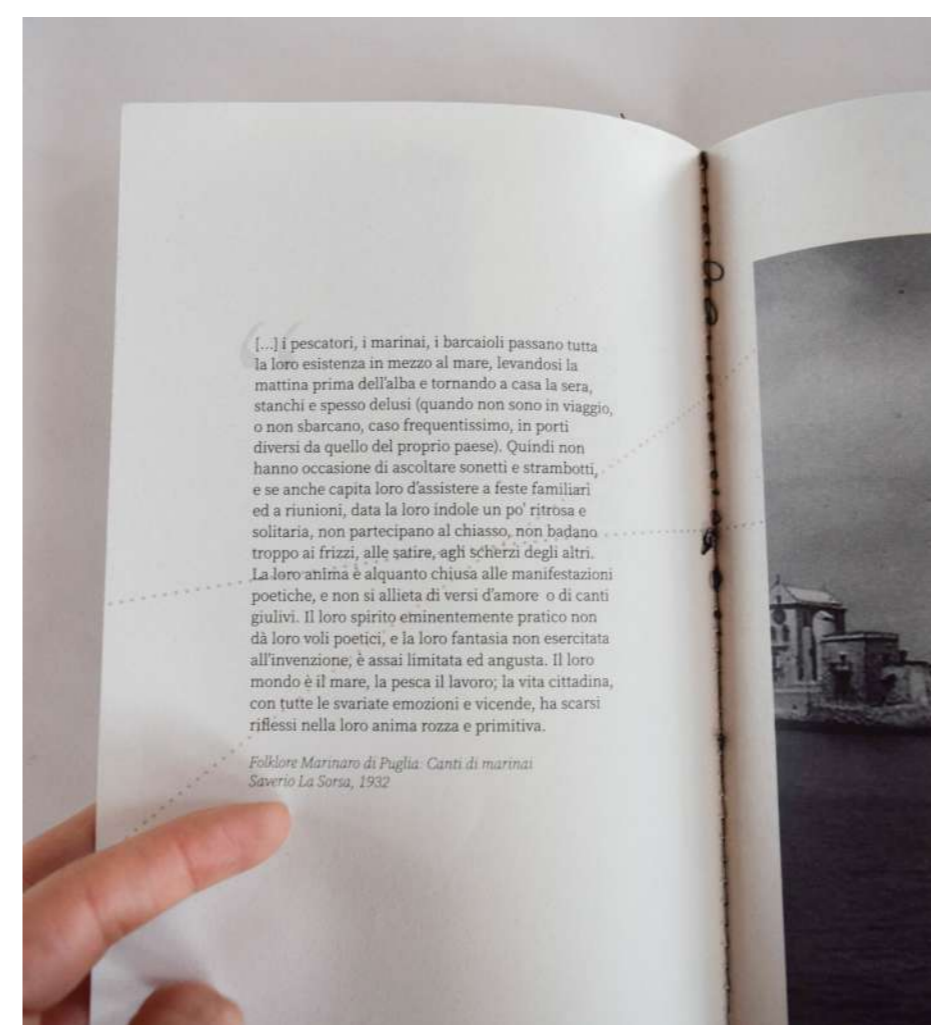 “
[...] i pescatori, i marinai, i barcaioli passano tutta
la loro esistenza in mezzo al mare, levandosi la
mattina prima dell'alba e tornando a casa la sera,
stanchi e spesso delusi (quando non sono in viaggio,
o non sbarcano, caso frequentissimo, in porti
diversi da quello del proprio paese). Quindi non
hanno occasione di ascoltare sonetti e strambotti,
e se anche capita loro d'assistere a feste familiari
ed a riunioni, data la loro indole un po' ritrosa e
solitaria, non partecipano al chiasso, non badano
troppo ai frizzi, alle satire, agli scherzi degli altri.
La loro anima è alquanto chiusa alle manifestazioni
poetiche, e non si allieta di versi d'amore o di canti
giulivi. Il loro spirito eminentemente pratico non
dà loro voli poetici, e la loro fantasia non esercitata
all'invenzione, è assai limitata ed angusta. Il loro
mondo è il mare, la pesca il lavoro; la vita cittadina,
con tutte le svariate emozioni e vicende, ha scarsi
riflessi nella loro anima rozza e primitiva.
Folklore Marinaro di Puglia: Canti di marinai
Saverio La Sorsa, 1932